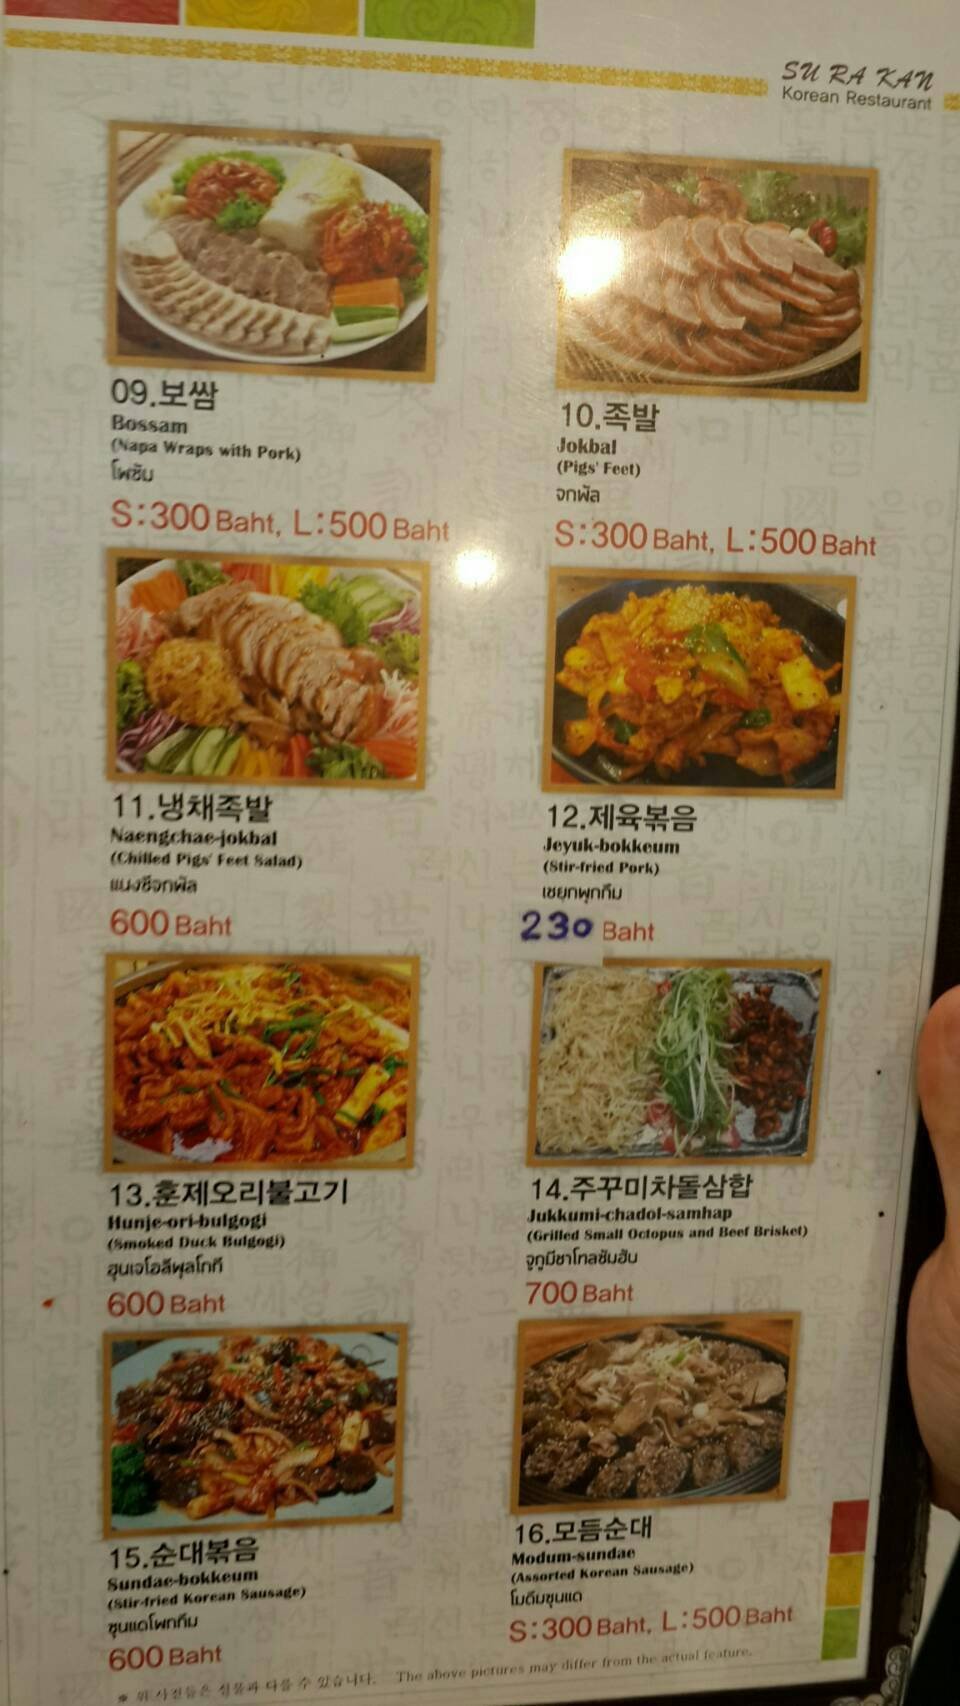 SU RA KAN
Korean Restaurant
09.보쌈
Bossam
(Napa Wraps with Pork)
โพซัม
S:300 Baht, L:500 Baht
10.족발
Jokbal
(Pigs' Feet)
จกพัล
S:300 Baht, L:500 Baht
11.냉채족발
Naengchae-jokbal
(Chilled Pigs' Feet Salad)
แนงชีจกพัล
600 Baht
12.제육볶음
Jeyuk-bokkeum
(Stir-fried Pork)
เชยุกพุกกึม
230 Baht
13.훈제오리불고기
Hunje-ori-bulgogi
(Smoked Duck Bulgogi)
ฮุนเจโอลีพุลโกกี
600 Baht
14.주꾸미차돌삼합
Jukkumi-chadol-samhap
(Grilled Small Octopus and Beef Brisket)
จูกูมีชาโทลซัมฮับ
700 Baht
15.순대볶음
Sundae-bokkeum
(Stir-fried Korean Sausage)
ซุนแดโพกกึม
600 Baht
16.모듬순대
Modum-sundae
(Assorted Korean Sausage)
โมดึมซุนแด
S:300 Baht, L:500 Baht
※ 위 사진들은 실물과 다를 수 있습니다. The above pictures may differ from the actual feature.